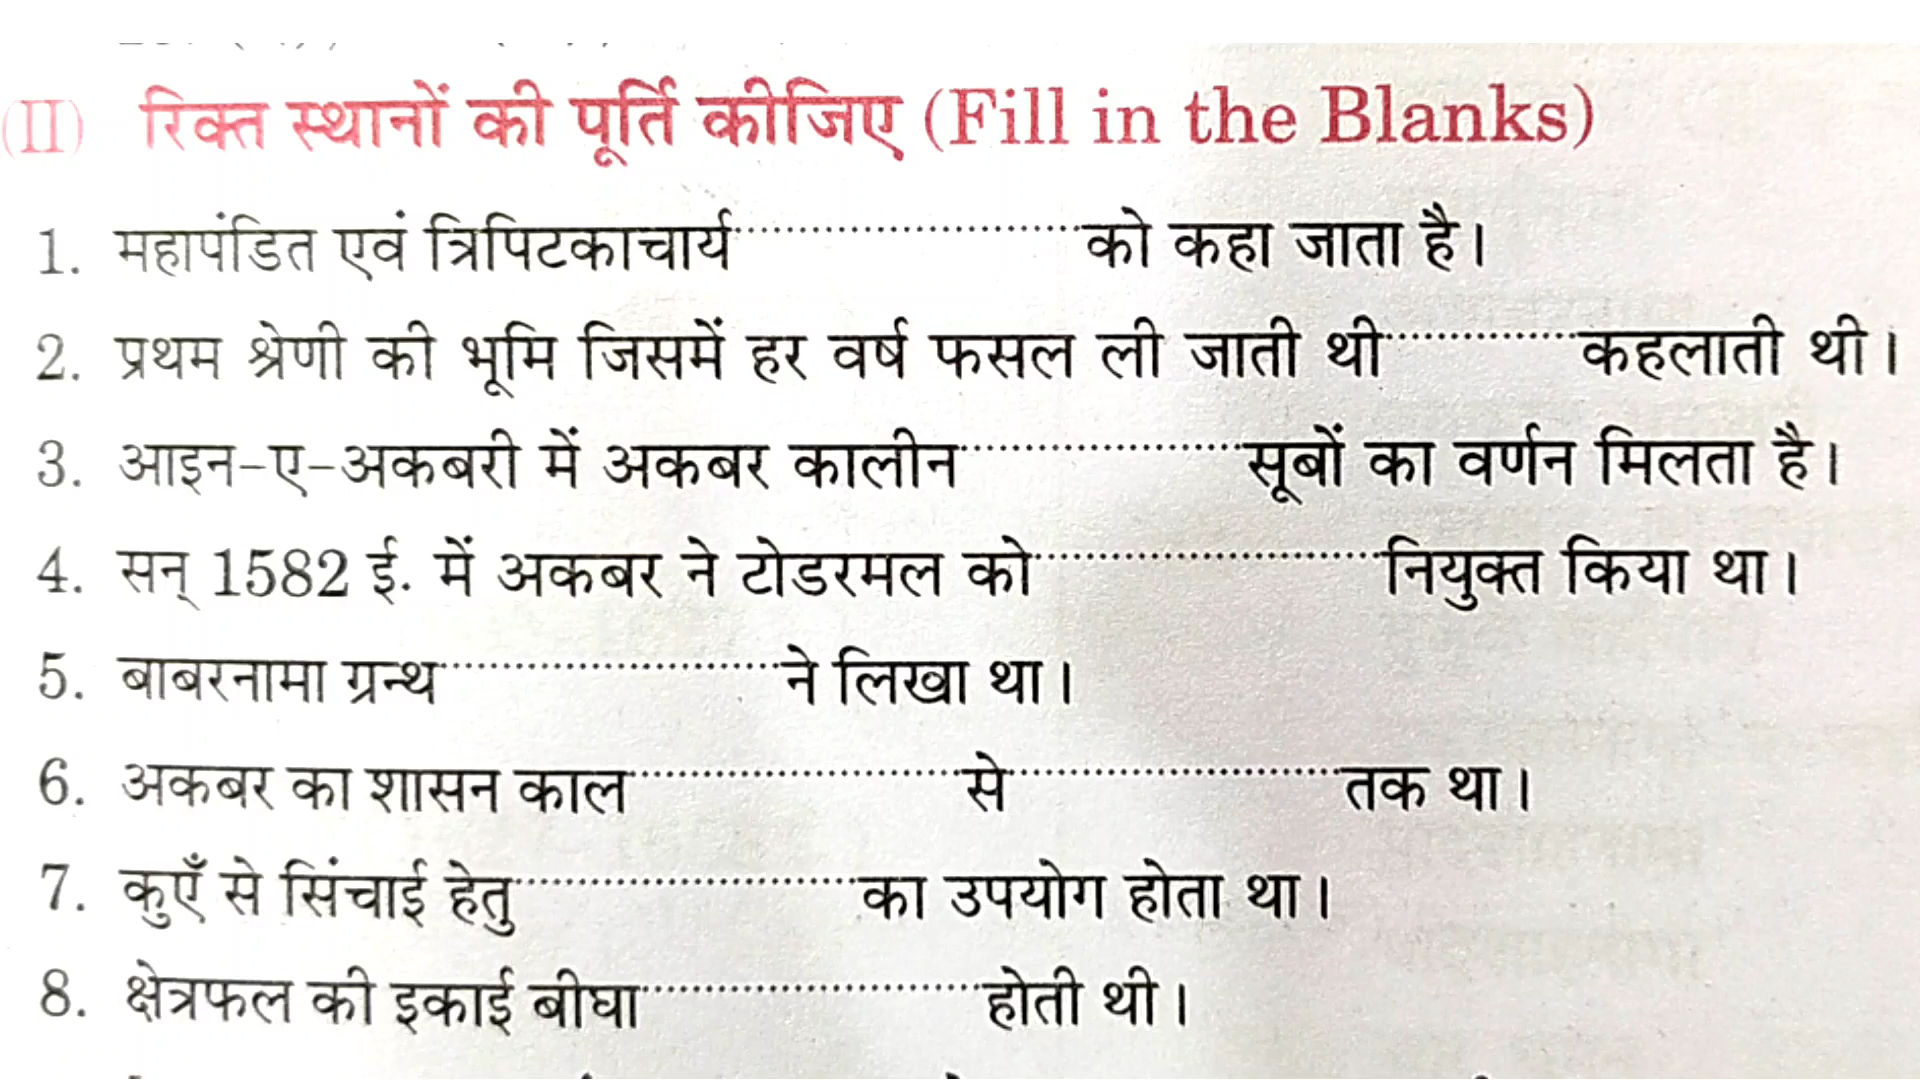 (II) रिक्त स्थानों की पूर्ति कीजिए (Fill in the Blanks)
1. महापंडित एवं त्रिपिटकाचार्य.....................को कहा जाता है।
2. प्रथम श्रेणी की भूमि जिसमें हर वर्ष फसल ली जाती थी............कहलाती थी।
3. आइन-ए-अकबरी में अकबर कालीन.................सूबों का वर्णन मिलता है।
4. सन् 1582 ई. में अकबर ने टोडरमल को.....................नियुक्त किया था।
5. बाबरनामा ग्रन्थ.....................ने लिखा था।
6. अकबर का शासन काल.....................से.....................तक था।
7. कुएँ से सिंचाई हेतु.....................का उपयोग होता था।
8. क्षेत्रफल की इकाई बीघा.....................होती थी।